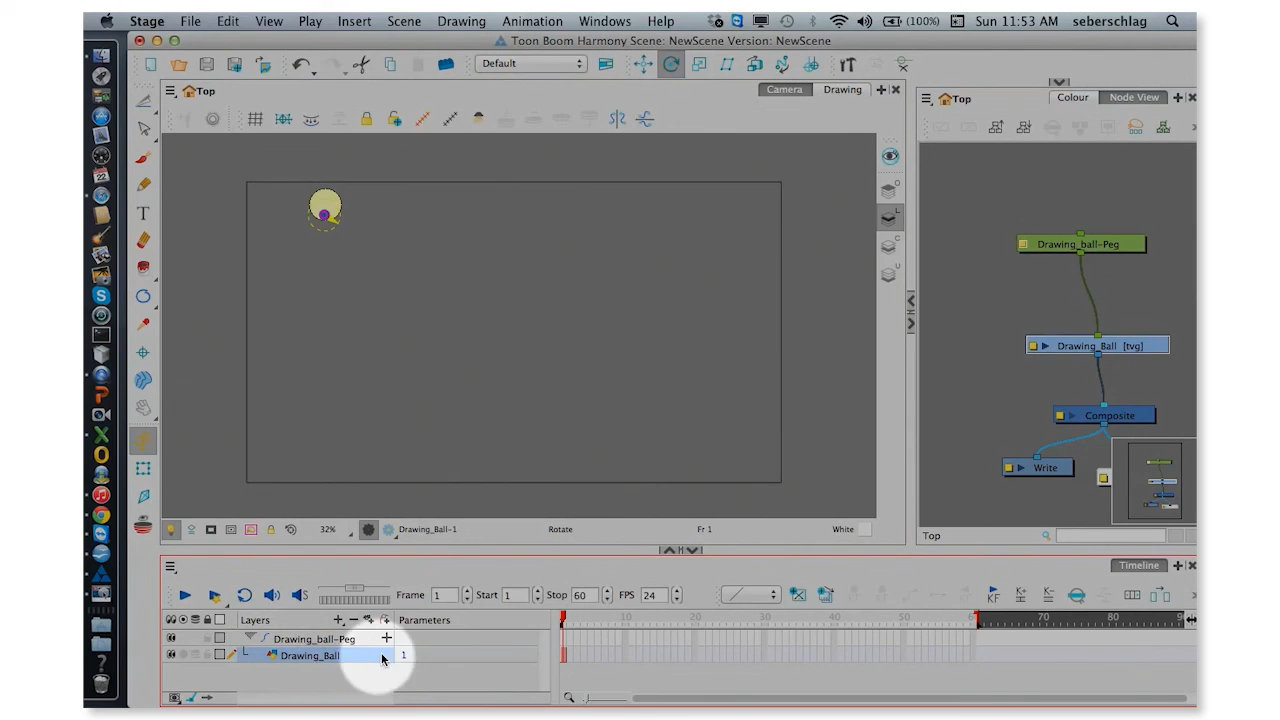 Stage File Edit View Play Insert Scene Drawing Animation Windows Help (100%) Sun 11:53 AM seberschlag
Toon Boom Harmony Scene: NewScene Version: NewScene
Default
Top Camera Drawing
Top Colour Node View
Drawing_ball-Peg
Drawing_Ball [tvg]
Composite
Write
32% Drawing_Ball-1 Rotate Fr 1 White
Top
Timeline
Frame 1 Start 1 Stop 60 FPS 24 KF
Layers Parameters 70 80 9
Drawing_ball-Peg
Drawing_Ball 1